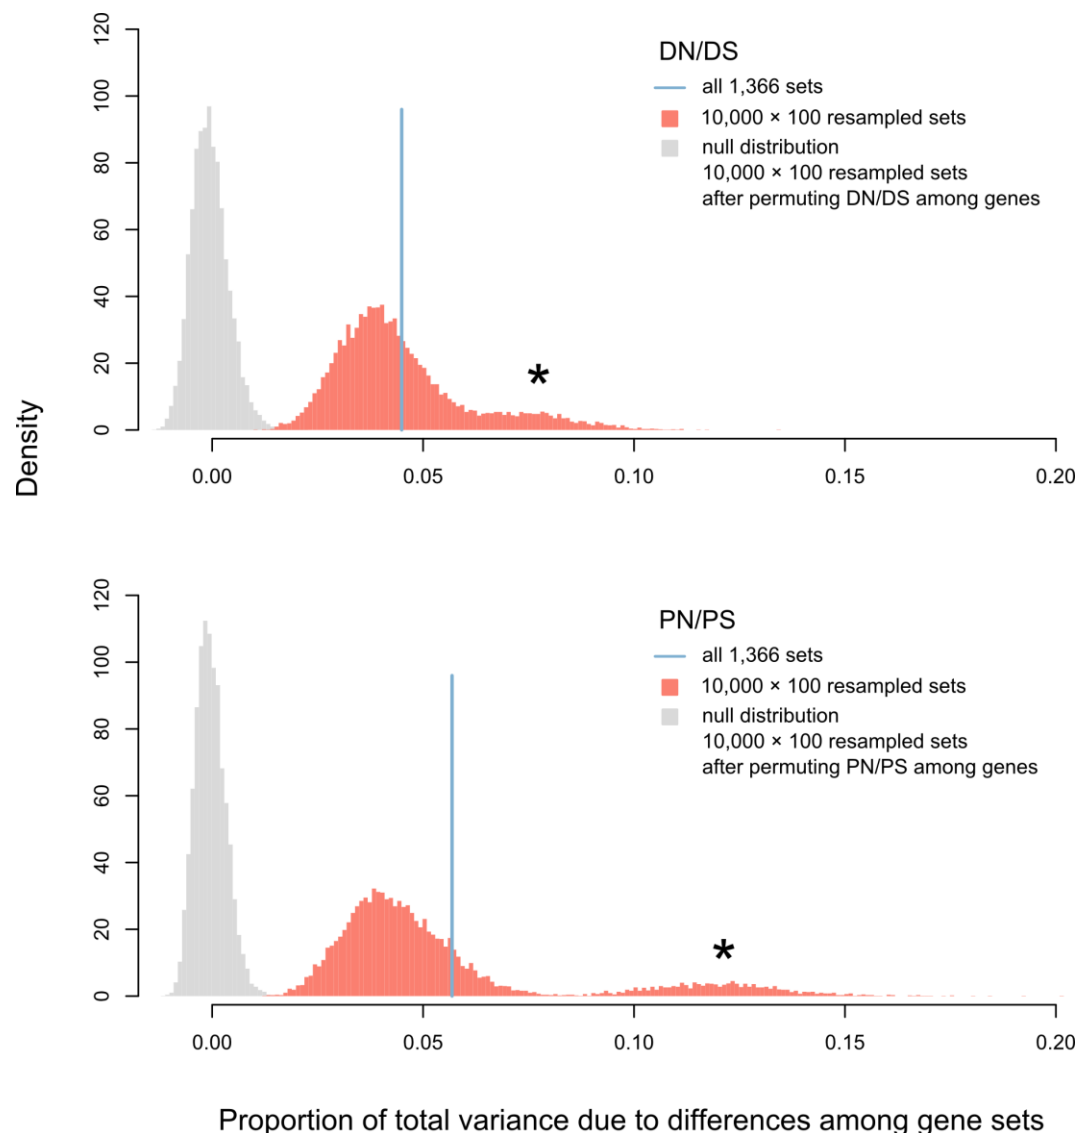 DN/DS
all 1,366 sets
10,000 × 100 resampled sets
null distribution
10,000 × 100 resampled sets
after permuting DN/DS among genes
120
100
80
60
40
20
0
*
0.00 0.05 0.10 0.15 0.20
Density
PN/PS
all 1,366 sets
10,000 × 100 resampled sets
null distribution
10,000 × 100 resampled sets
after permuting PN/PS among genes
120
100
80
60
40
20
0
*
0.00 0.05 0.10 0.15 0.20
Proportion of total variance due to differences among gene sets